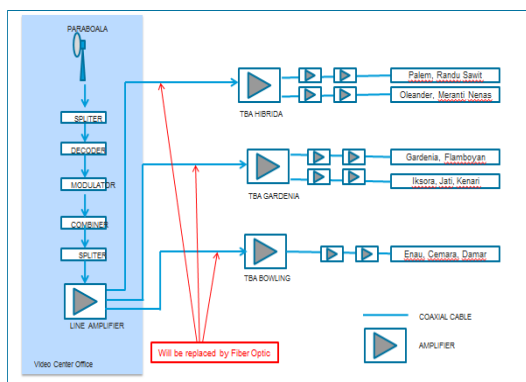 PARABOALA
SPLITER
DECODER
MODULATOR
COMBINER
SPLITER
LINE AMPLIFIER
Video Center Office
TBA HIBRIDA
Palem, Randu Sawit
Oleander, Meranti Nenas
TBA GARDENIA
Gardenia, Flamboyan
Iksora, Jati, Kenari
TBA BOWLING
Enau, Cemara, Damar
Will be replaced by Fiber Optic
COAXIAL CABLE
AMPLIFIER